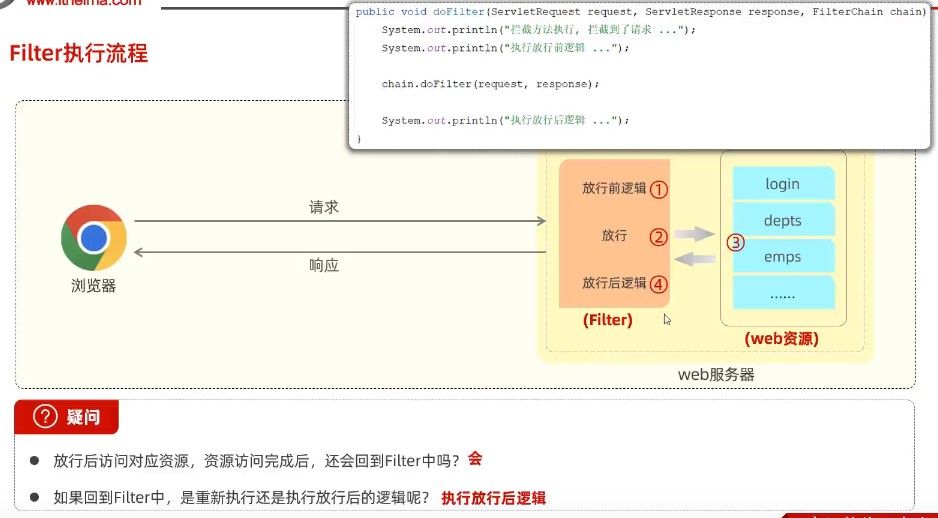 www.itheima.com
public void doFilter(ServletRequest request, ServletResponse response, FilterChain chain)
System.out.println("拦截方法执行, 拦截到了请求 ...");
System.out.println("执行放行前逻辑 ...");
chain.doFilter(request, response);
System.out.println("执行放行后逻辑 ...");
}
Filter执行流程
放行前逻辑 ①
放行 ②
放行后逻辑 ④
(Filter)
③
login
depts
emps
......
(web资源)
请求
响应
浏览器
web服务器
? 疑问
● 放行后访问对应资源，资源访问完成后，还会回到Filter中吗？ 会
● 如果回到Filter中，是重新执行还是执行放行后的逻辑呢？ 执行放行后逻辑